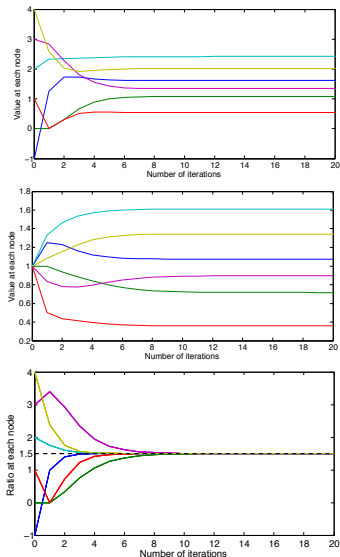 4
3
2
1
0
−1
0 2 4 6 8 10 12 14 16 18 20
Value at each node
Number of iterations
1.8
1.6
1.4
1.2
1
0.8
0.6
0.4
0.2
0 2 4 6 8 10 12 14 16 18 20
Value at each node
Number of iterations
4
3
2
1.5
1
0
−1
0 2 4 6 8 10 12 14 16 18 20
Ratio at each node
Number of iterations